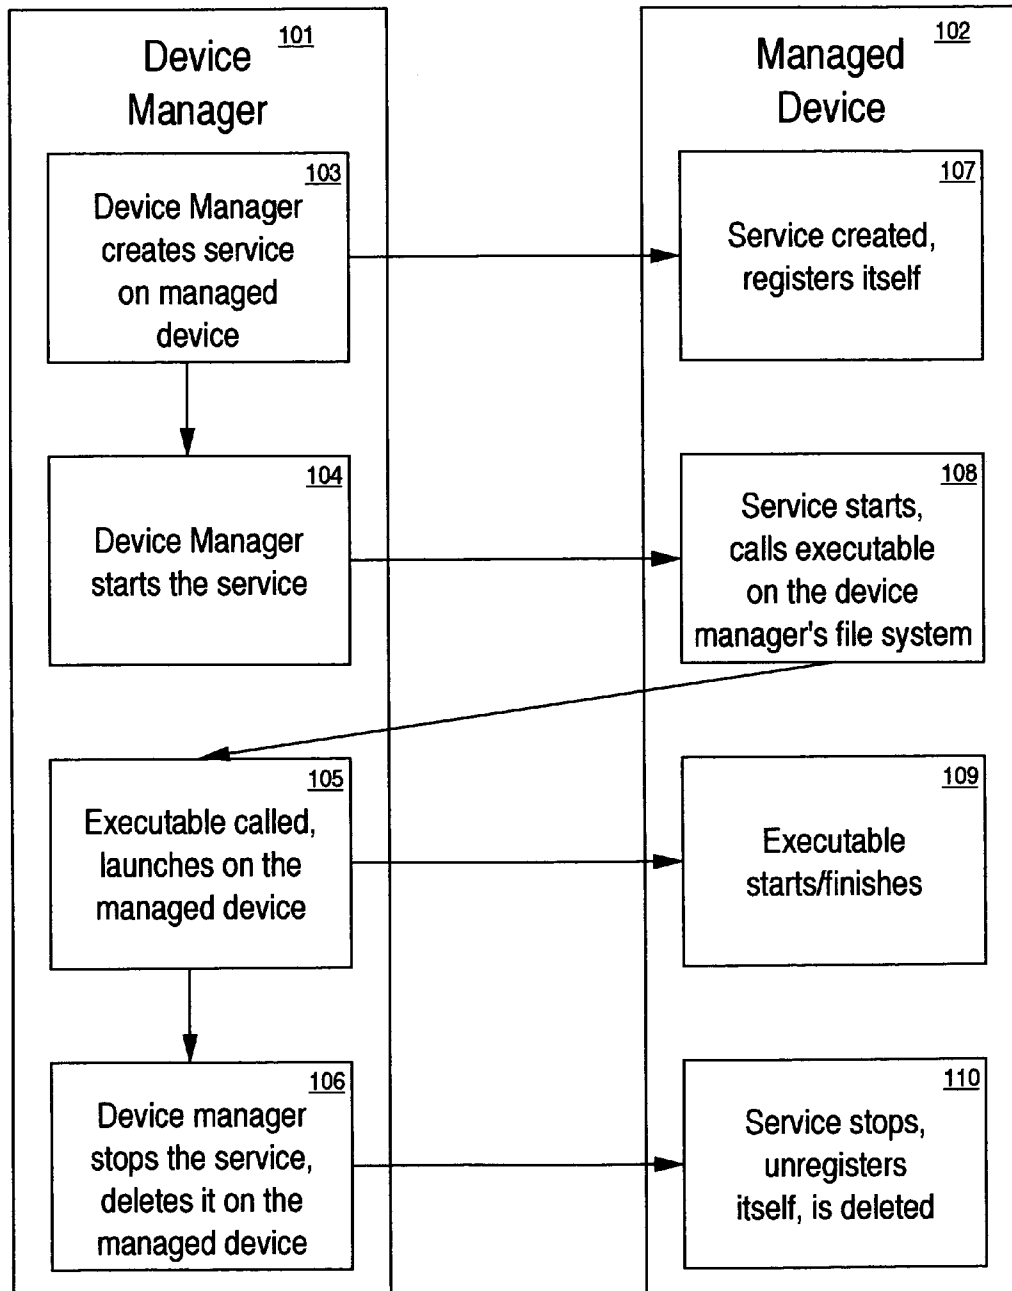 101
Device
Manager
103
Device Manager
creates service
on managed
device
104
Device Manager
starts the service
105
Executable called,
launches on the
managed device
106
Device manager
stops the service,
deletes it on the
managed device
102
Managed
Device
107
Service created,
registers itself
108
Service starts,
calls executable
on the device
manager's file system
109
Executable
starts/finishes
110
Service stops,
unregisters
itself, is deleted